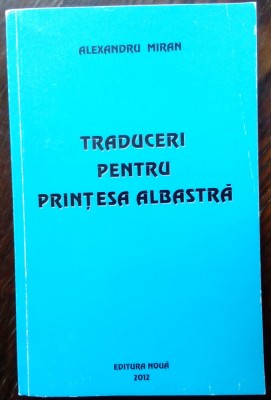 ALEXANDRU MIRAN
TRADUCERI
PENTRU
PRINȚESA ALBASTRĂ
EDITURA NOUĂ
2012